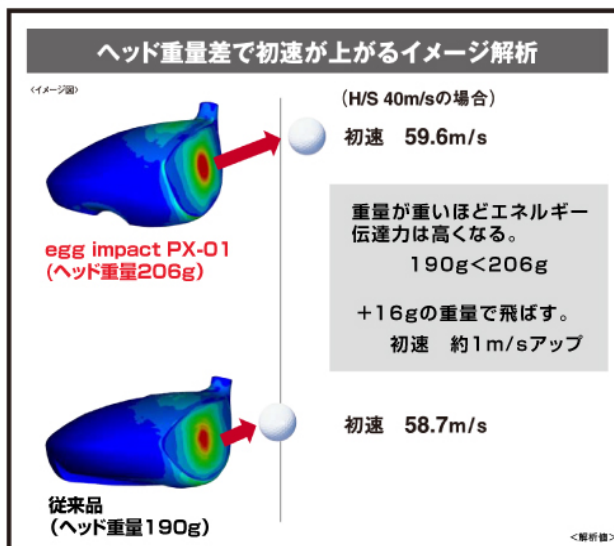 ヘッド重量差で初速が上がるイメージ解析
<イメージ図>
(H/S 40m/sの場合)
初速 59.6m/s
egg impact PX-01
(ヘッド重量206g)
重量が重いほどエネルギー
伝達力は高くなる。
190g<206g
+16gの重量で飛ばす。
初速 約1m/sアップ
初速 58.7m/s
従来品
(ヘッド重量190g)
<解析値>